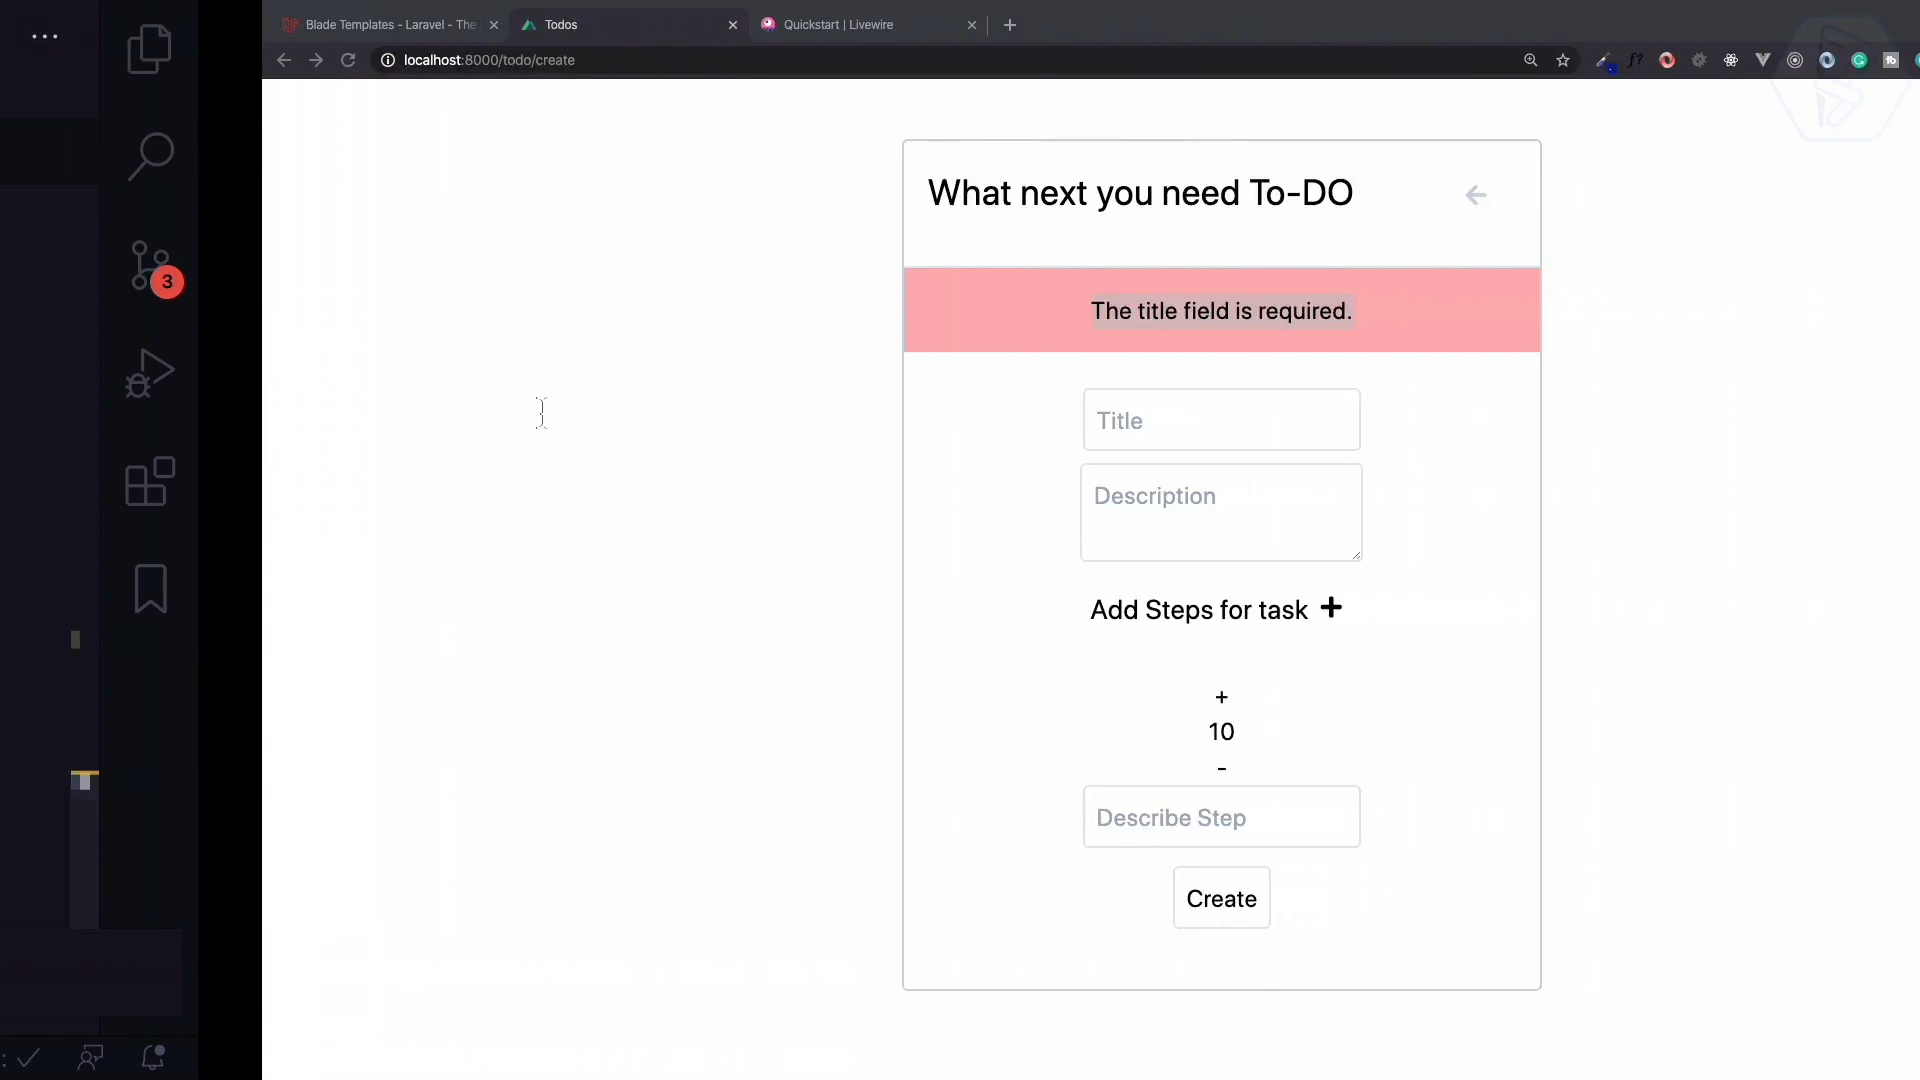 Blade Templates - Laravel - The
Todos
Quickstart | Livewire
localhost:8000/todo/create
3
What next you need To-DO
The title field is required.
Title
Description
Add Steps for task +
+
10
-
Describe Step
Create